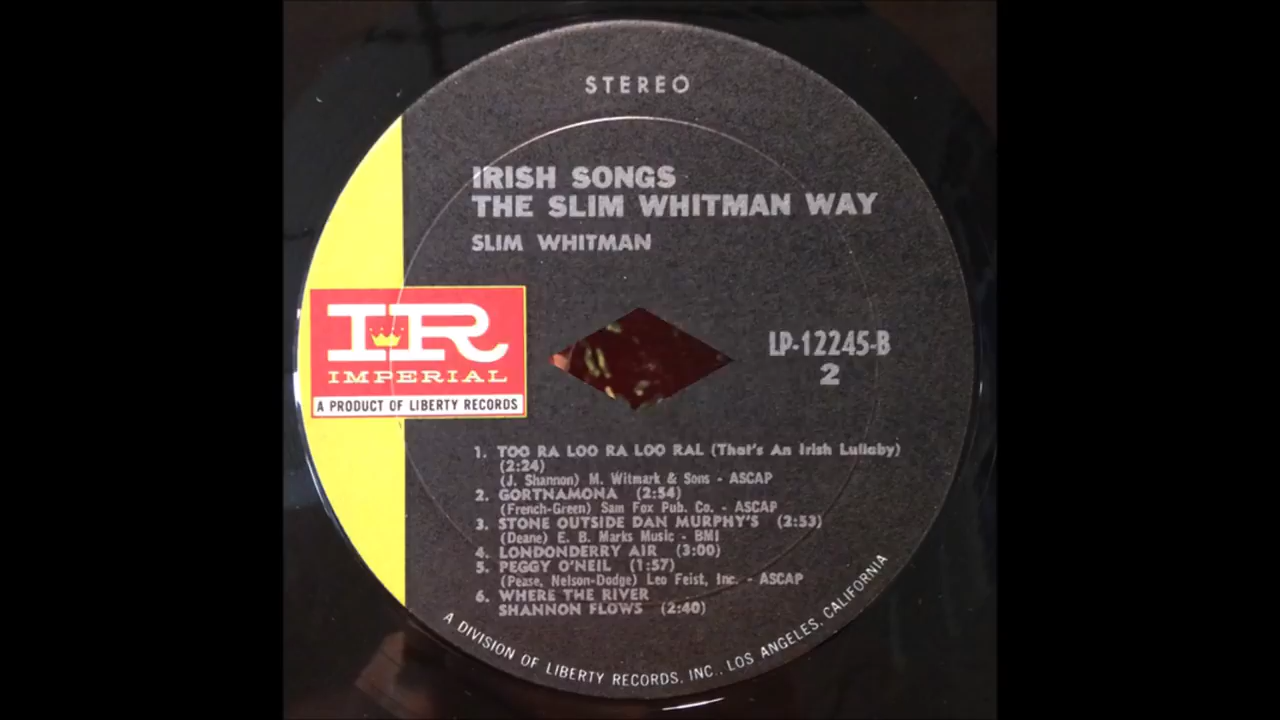 STEREO
IRISH SONGS
THE SLIM WHITMAN WAY
SLIM WHITMAN
IR
IMPERIAL
A PRODUCT OF LIBERTY RECORDS
LP-12245-B
2
1. TOO RA LOO RA LOO RAL (That's An Irish Lullaby)
(2:24)
(J. Shannon) M. Witmark & Sons - ASCAP
2. GORTNAMONA (2:54)
(French-Green) Sam Fox Pub. Co. - ASCAP
3. STONE OUTSIDE DAN MURPHY'S (2:53)
(Deane) E. B. Marks Music - BMI
4. LONDONDERRY AIR (3:00)
5. PEGGY O'NEIL (1:57)
(Pease, Nelson-Dodge) Leo Feist, Inc. - ASCAP
6. WHERE THE RIVER
SHANNON FLOWS (2:40)
A DIVISION OF LIBERTY RECORDS, INC., LOS ANGELES, CALIFORNIA